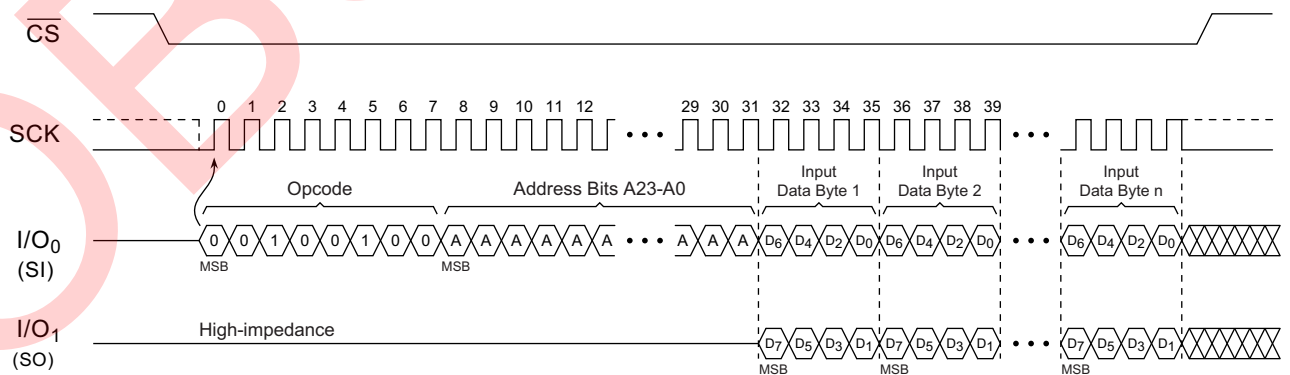 CS
0 1 2 3 4 5 6 7 8 9 10 11 12 29 30 31 32 33 34 35 36 37 38 39
SCK
Opcode
Address Bits A23-A0
Input
Data Byte 1
Input
Data Byte 2
Input
Data Byte n
I/O0
(SI)
0 0 1 0 0 1 0 0 A A A A A A A A A D6 D4 D2 D0 D6 D4 D2 D0 D6 D4 D2 D0
MSB MSB
I/O1
(SO)
High-impedance
D7 D5 D3 D1 D7 D5 D3 D1 D7 D5 D3 D1
MSB MSB MSB